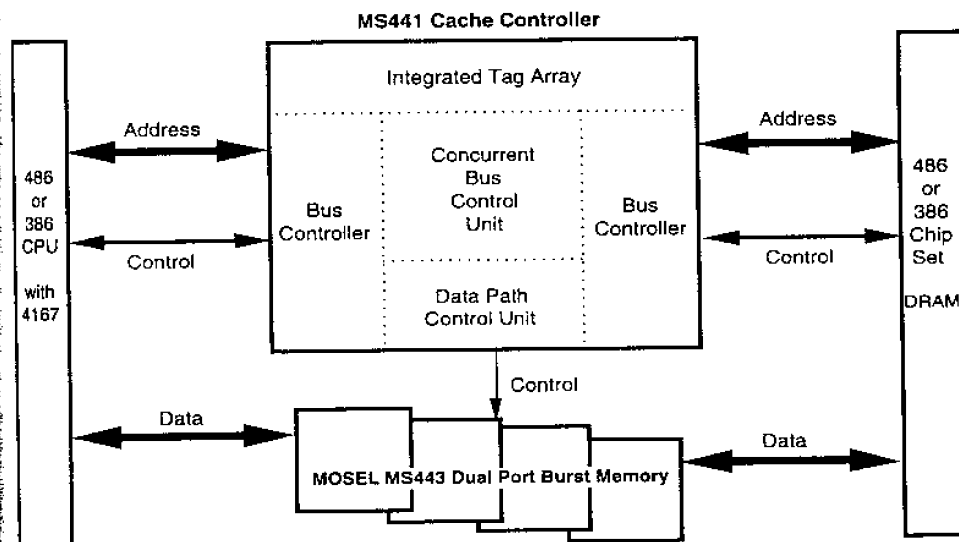 MS441 Cache Controller
Integrated Tag Array
Address
Address
Concurrent
Bus
Control
Unit
Bus
Controller
Bus
Controller
486
or
386
CPU
with
4167
486
or
386
Chip
Set
DRAM
Control
Control
Data Path
Control Unit
Control
Data
Data
MOSEL MS443 Dual Port Burst Memory